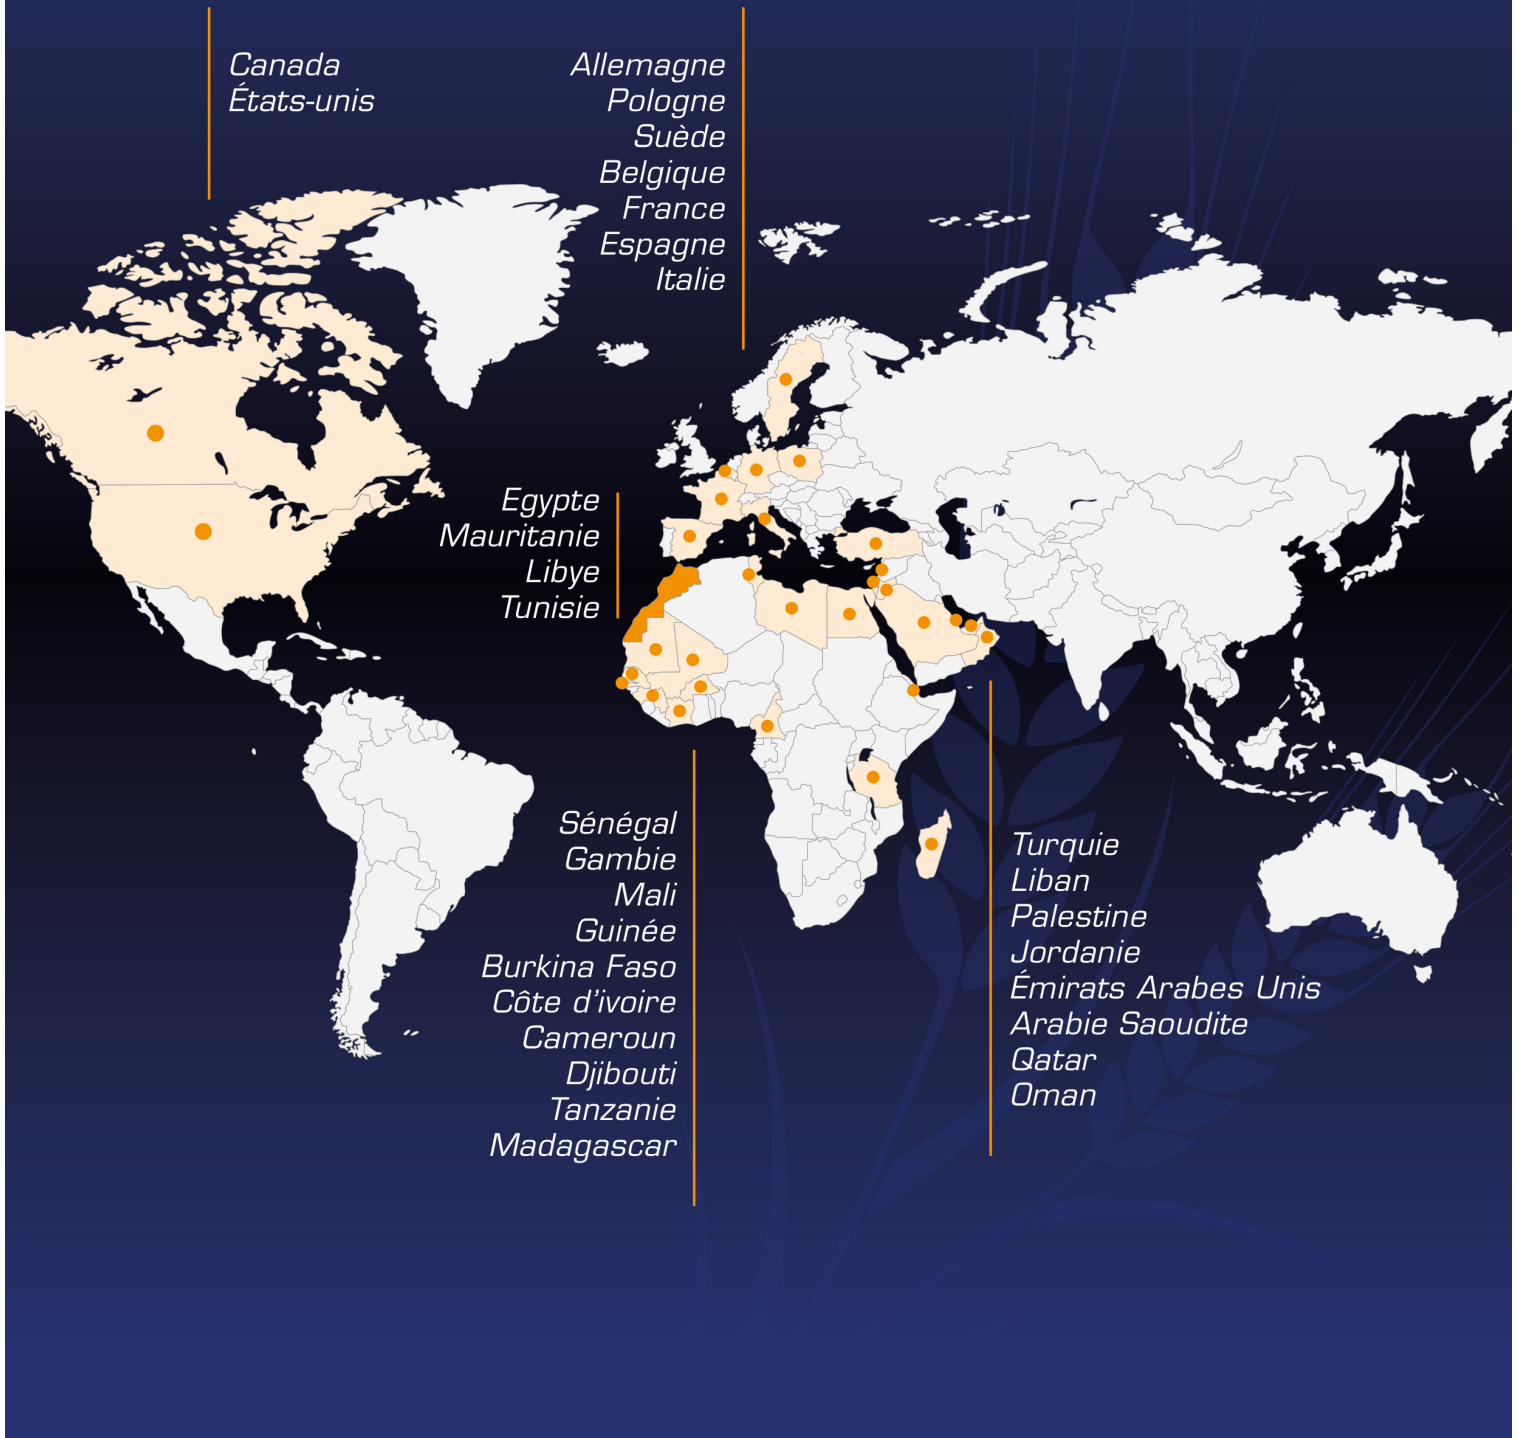 Canada
États-unis
Allemagne
Pologne
Suède
Belgique
France
Espagne
Italie
Egypte
Mauritanie
Libye
Tunisie
Sénégal
Gambie
Mali
Guinée
Burkina Faso
Côte d'ivoire
Cameroun
Djibouti
Tanzanie
Madagascar
Turquie
Liban
Palestine
Jordanie
Émirats Arabes Unis
Arabie Saoudite
Qatar
Oman